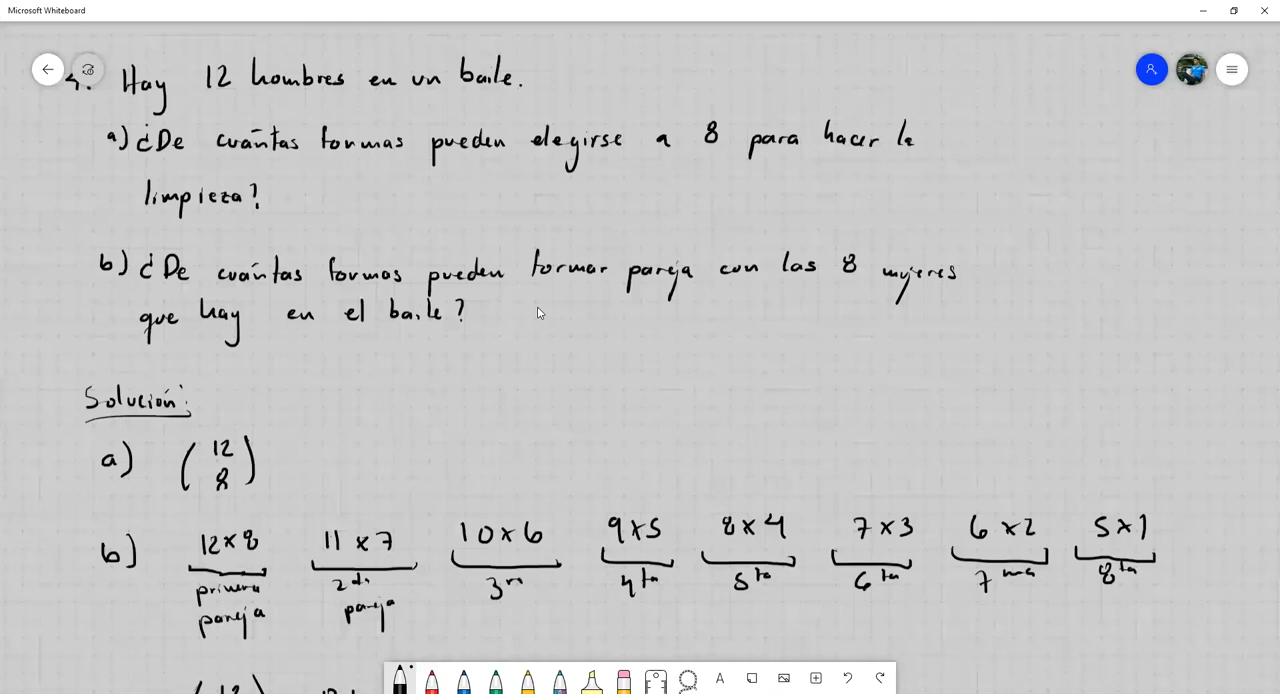 Microsoft Whiteboard
4. Hay 12 hombres en un baile.
a) ¿De cuántas formas pueden elegirse a 8 para hacer la
limpieza?
b) ¿De cuántas formas pueden formar pareja con las 8 mujeres
que hay en el baile?
Solución:
a) (12 8)
b) 12 x 8 11 x 7 10 x 6 9 x 5 8 x 4 7 x 3 6 x 2 5 x 1
primera 2da 3ra 4ta 5ta 6ta 7ma 8ta
pareja pareja
(12